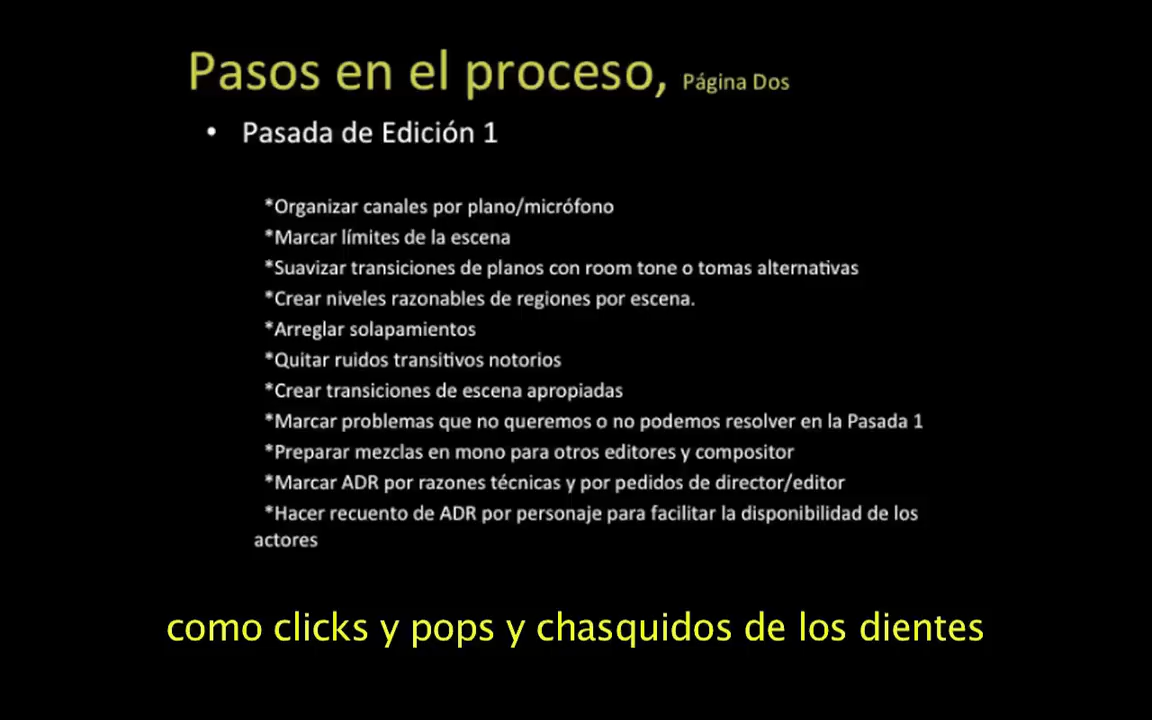 Pasos en el proceso, Página Dos
• Pasada de Edición 1
*Organizar canales por plano/micrófono
*Marcar límites de la escena
*Suavizar transiciones de planos con room tone o tomas alternativas
*Crear niveles razonables de regiones por escena.
*Arreglar solapamientos
*Quitar ruidos transitivos notorios
*Crear transiciones de escena apropiadas
*Marcar problemas que no queremos o no podemos resolver en la Pasada 1
*Preparar mezclas en mono para otros editores y compositor
*Marcar ADR por razones técnicas y por pedidos de director/editor
*Hacer recuento de ADR por personaje para facilitar la disponibilidad de los
actores
como clicks y pops y chasquidos de los dientes